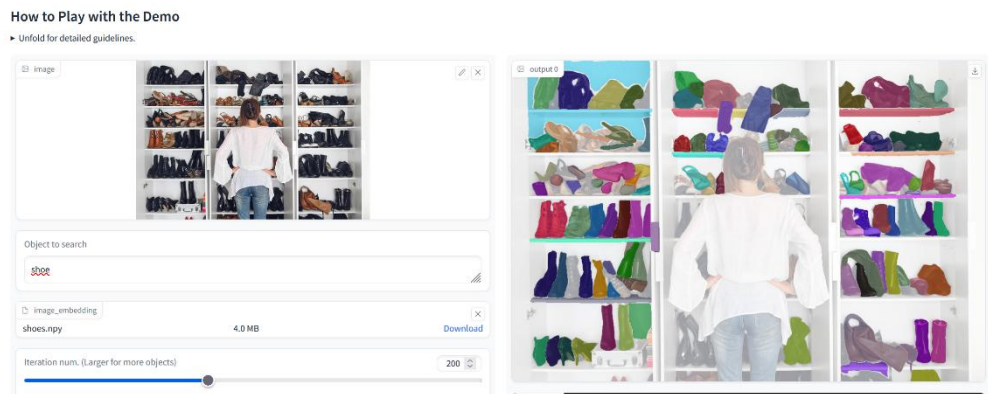 How to Play with the Demo
▸ Unfold for detailed guidelines.
image
Object to search
shoe
image_embedding
shoes.npy 4.0 MB Download
Iteration num. (Larger for more objects) 200
output 0